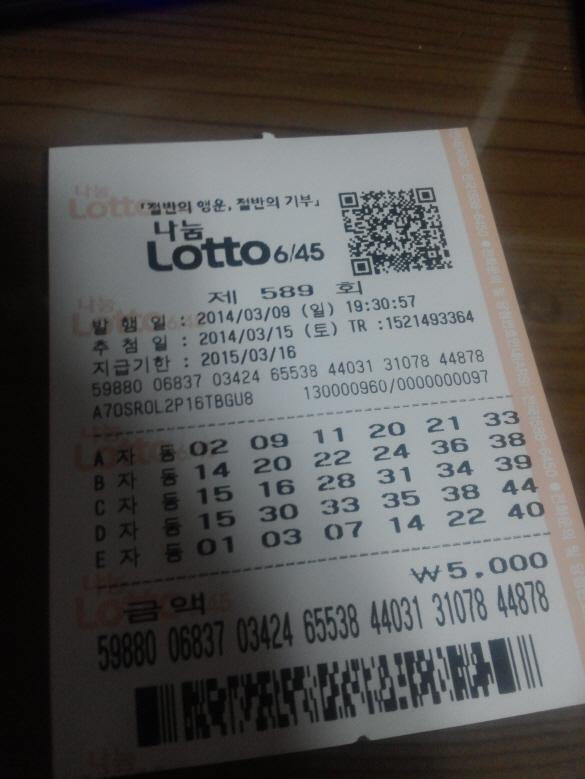 「절반의 행운, 절반의 기부」
나눔
Lotto 6/45
제 589 회
발 행 일 : 2014/03/09 (일) 19:30:57
추 첨 일 : 2014/03/15 (토) TR :1521493364
지급기한 : 2015/03/16
59880 06837 03424 65538 44031 31078 44878
A70SR0L2P16TBGU8 130000960/0000000097
A 자 동 02 09 11 20 21 33
B 자 동 14 20 22 24 36 38
C 자 동 15 16 28 31 34 39
D 자 동 15 30 33 35 38 44
E 자 동 01 03 07 14 22 40
금액 ₩5,000
59880 06837 03424 65538 44031 31078 44878